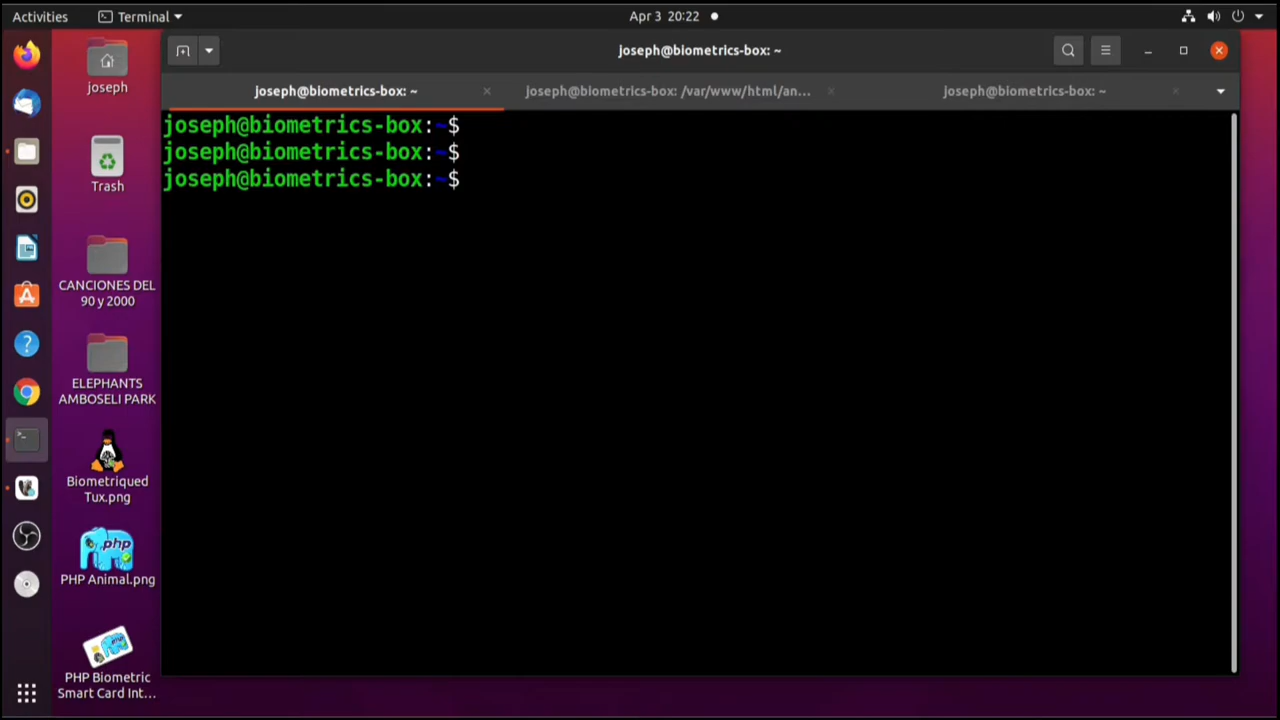 Activities
Terminal
Apr 3 20:22
joseph@biometrics-box: ~
joseph@biometrics-box: ~
joseph@biometrics-box: /var/www/html/an...
joseph@biometrics-box: ~
joseph@biometrics-box:~$
joseph@biometrics-box:~$
joseph@biometrics-box:~$
joseph
Trash
CANCIONES DEL
90 y 2000
ELEPHANTS
AMBOSELI PARK
Biometriqued
Tux.png
php
PHP Animal.png
PHP Biometric
Smart Card Int...